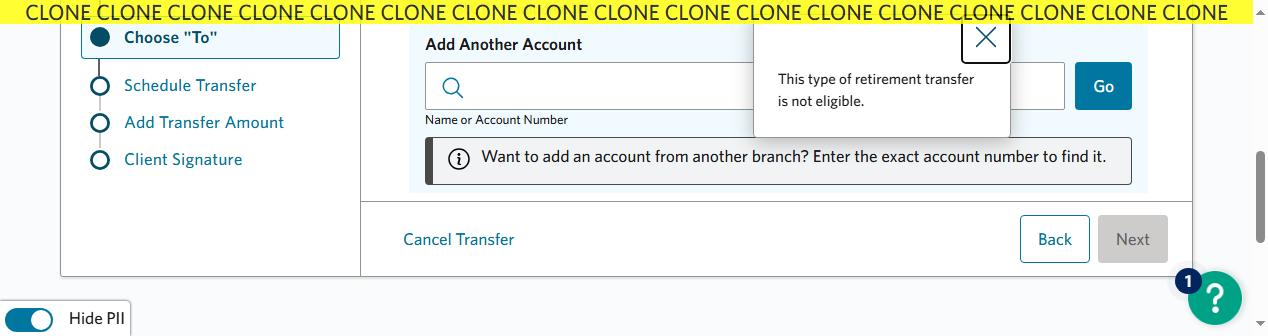 CLONE CLONE CLONE CLONE CLONE CLONE CLONE CLONE CLONE CLONE CLONE CLONE CLONE CLONE CLONE CLONE CLONE
Choose "To"
Schedule Transfer
Add Transfer Amount
Client Signature
Add Another Account
Go
Name or Account Number
This type of retirement transfer
is not eligible.
Want to add an account from another branch? Enter the exact account number to find it.
Cancel Transfer
Back
Next
1
?
Hide PII